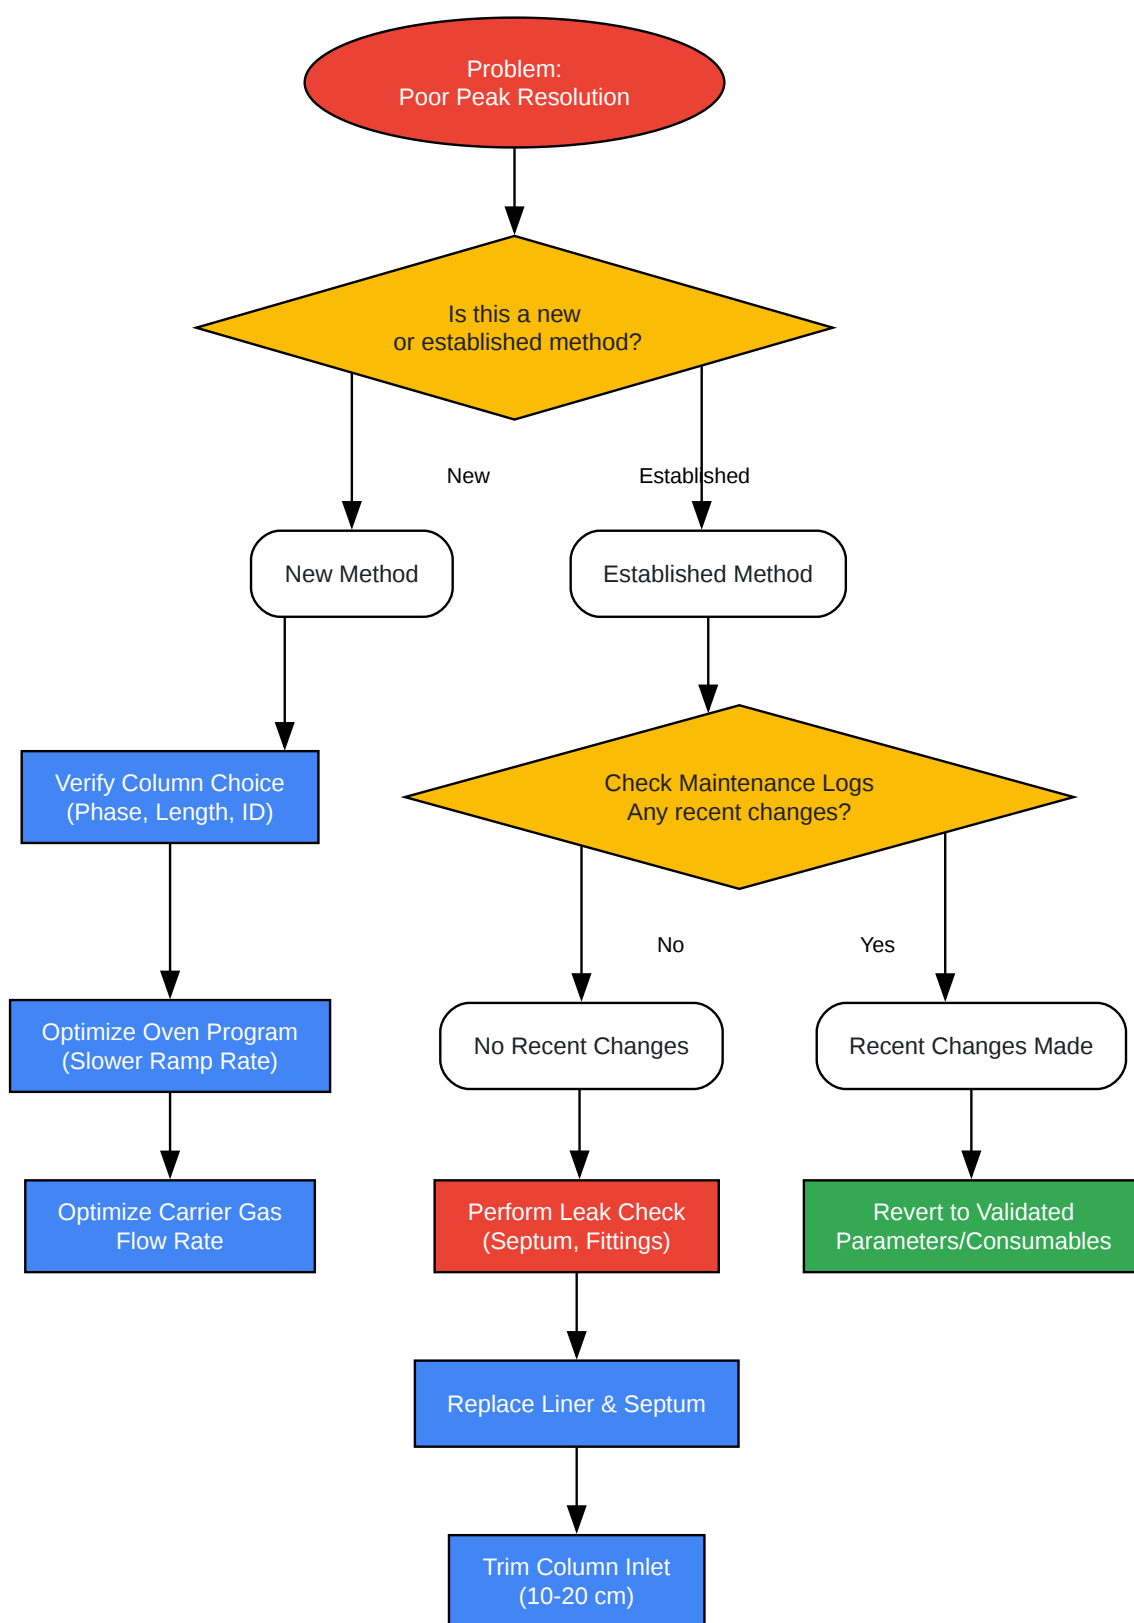 Problem:
Poor Peak Resolution
Is this a new
or established method?
New
Established
New Method
Established Method
Verify Column Choice
(Phase, Length, ID)
Check Maintenance Logs
Any recent changes?
No
Yes
Optimize Oven Program
(Slower Ramp Rate)
No Recent Changes
Recent Changes Made
Optimize Carrier Gas
Flow Rate
Perform Leak Check
(Septum, Fittings)
Revert to Validated
Parameters/Consumables
Replace Liner & Septum
Trim Column Inlet
(10-20 cm)